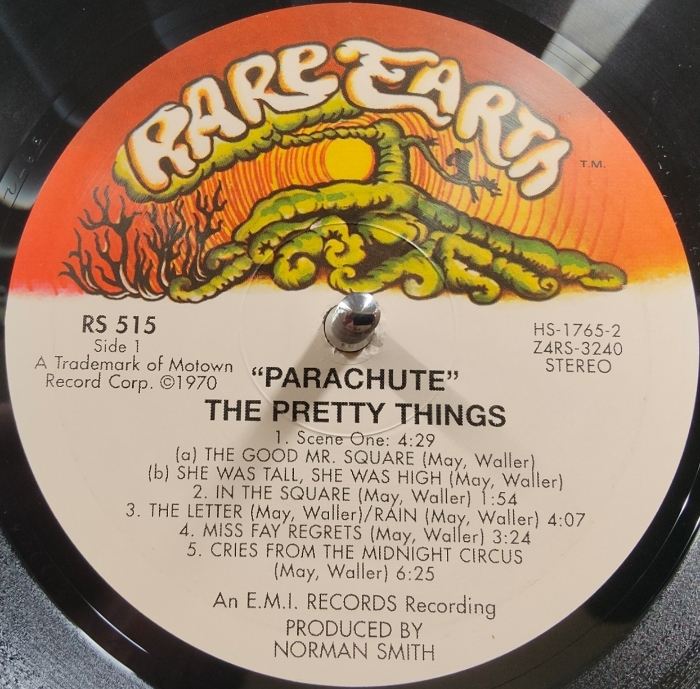 RARE EARTH
T.M.
RS 515
Side 1
A Trademark of Motown
Record Corp. ©1970
HS-1765-2
Z4RS-3240
STEREO
"PARACHUTE"
THE PRETTY THINGS
1. Scene One: 4:29
(a) THE GOOD MR. SQUARE (May, Waller)
(b) SHE WAS TALL, SHE WAS HIGH (May, Waller)
2. IN THE SQUARE (May, Waller) 1:54
3. THE LETTER (May, Waller)/RAIN (May, Waller) 4:07
4. MISS FAY REGRETS (May, Waller) 3:24
5. CRIES FROM THE MIDNIGHT CIRCUS
(May, Waller) 6:25
An E.M.I. RECORDS Recording
PRODUCED BY
NORMAN SMITH